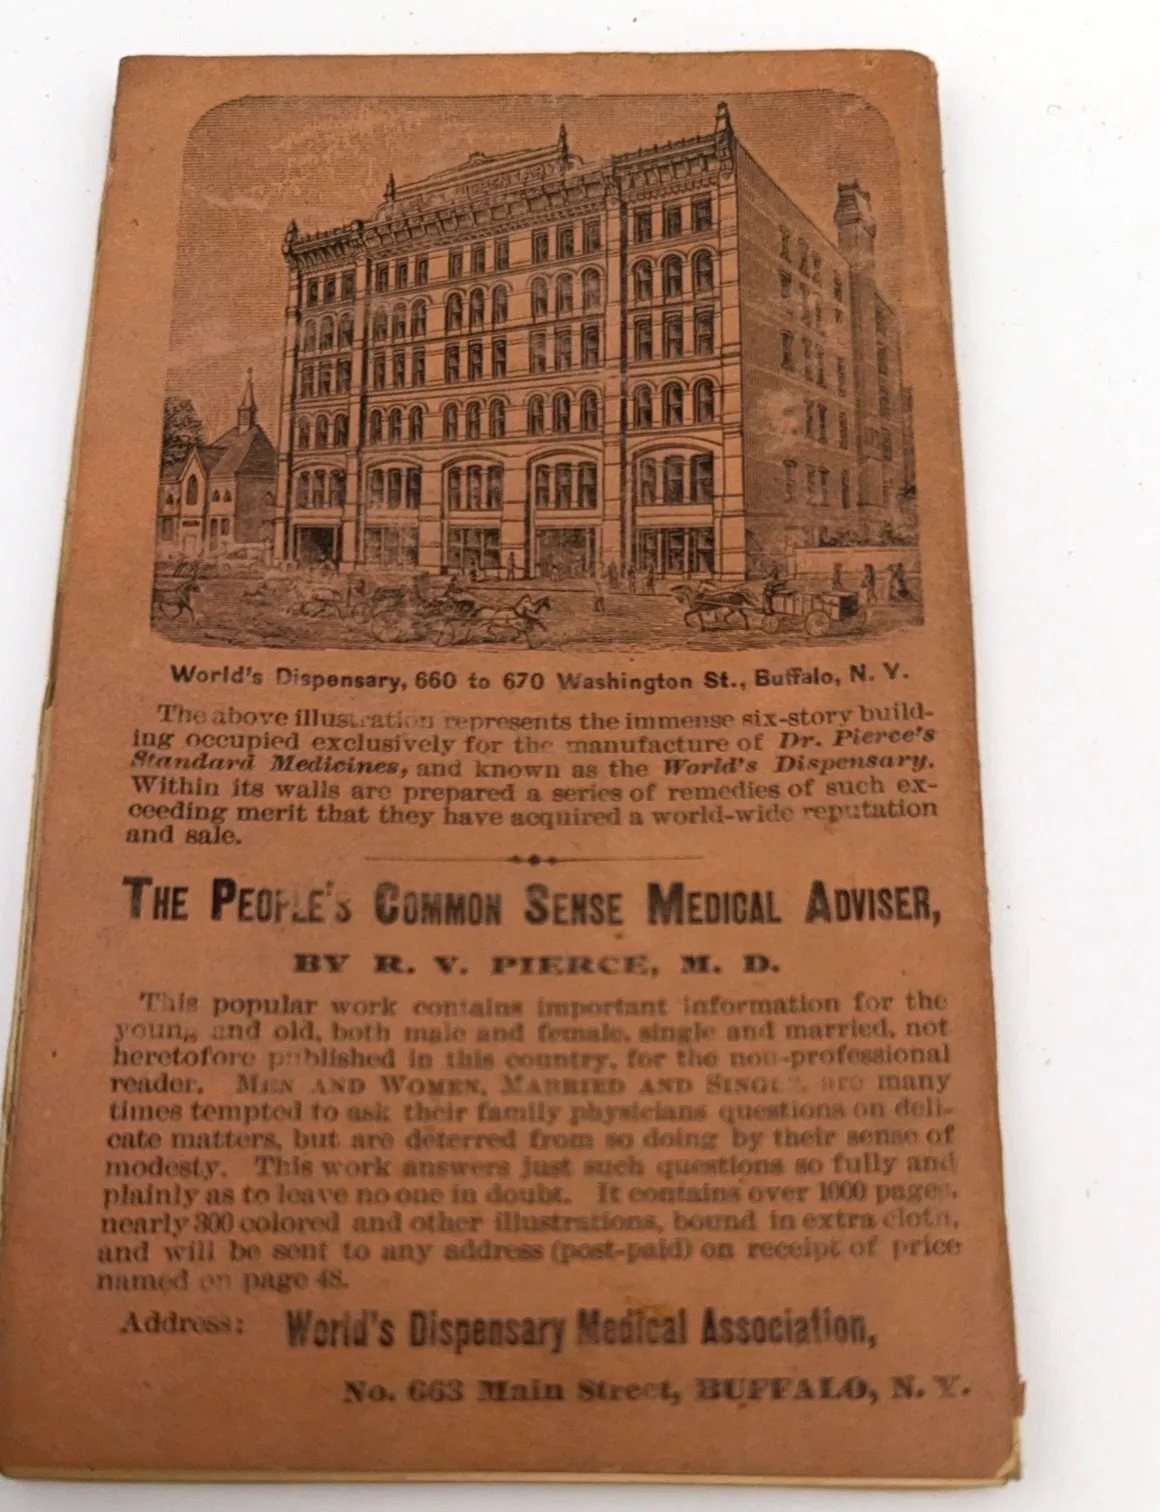 World's Dispensary, 660 to 670 Washington St., Buffalo, N. Y.
The above illustration represents the immense six-story build-
ing occupied exclusively for the manufacture of Dr. Pierce's
Standard Medicines, and known as the World's Dispensary.
Within its walls are prepared a series of remedies of such ex-
ceeding merit that they have acquired a world-wide reputation
and sale.
THE PEOPLE'S COMMON SENSE MEDICAL ADVISER,
BY R. V. PIERCE, M. D.
This popular work contains important information for the
young and old, both male and female, single and married, not
heretofore published in this country, for the non-professional
reader. MEN AND WOMEN, MARRIED AND SINGLE, are many
times tempted to ask their family physicians questions on deli-
cate matters, but are deterred from so doing by their sense of
modesty. This work answers just such questions so fully and
plainly as to leave no one in doubt. It contains over 1000 pages,
nearly 300 colored and other illustrations, bound in extra cloth,
and will be sent to any address (post-paid) on receipt of price
named on page 48.
Address: World's Dispensary Medical Association,
No. 663 Main Street, BUFFALO, N. Y.